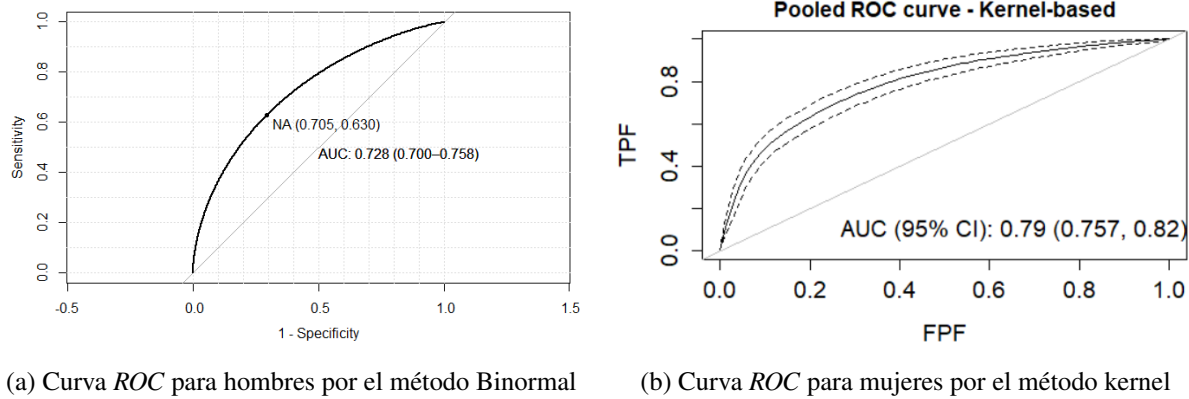 Sensitivity
1.0
0.8
0.6
0.4
0.2
0.0
NA (0.705, 0.630)
AUC: 0.728 (0.700–0.758)
-0.5 0.0 0.5 1.0 1.5
1 - Specificity
(a) Curva ROC para hombres por el método Binormal
Pooled ROC curve - Kernel-based
TPF
0.8
0.4
0.0
AUC (95% CI): 0.79 (0.757, 0.82)
0.0 0.2 0.4 0.6 0.8 1.0
FPF
(b) Curva ROC para mujeres por el método kernel